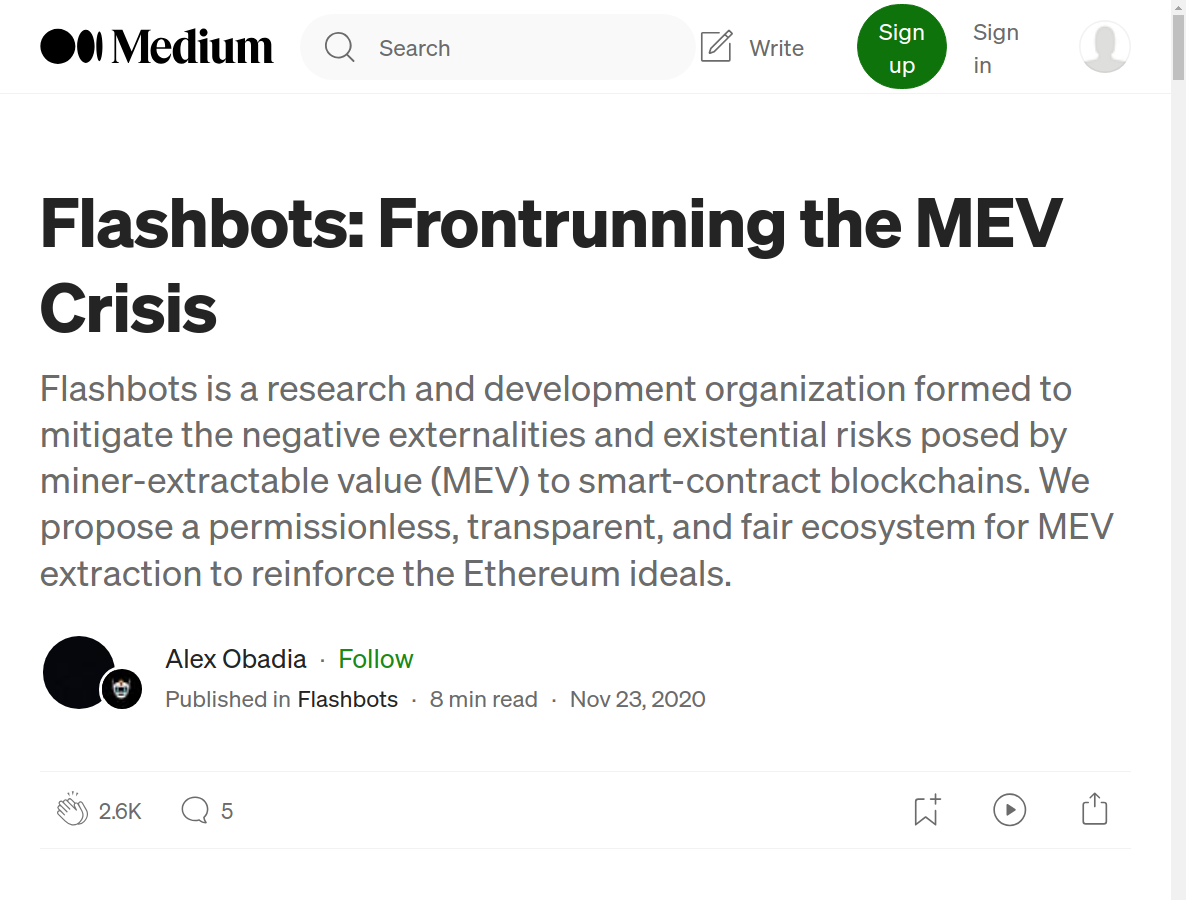 Medium
Search
Write
Sign
up
Sign
in
Flashbots: Frontrunning the MEV
Crisis
Flashbots is a research and development organization formed to
mitigate the negative externalities and existential risks posed by
miner-extractable value (MEV) to smart-contract blockchains. We
propose a permissionless, transparent, and fair ecosystem for MEV
extraction to reinforce the Ethereum ideals.
Alex Obadia · Follow
Published in Flashbots · 8 min read · Nov 23, 2020
2.6K 5